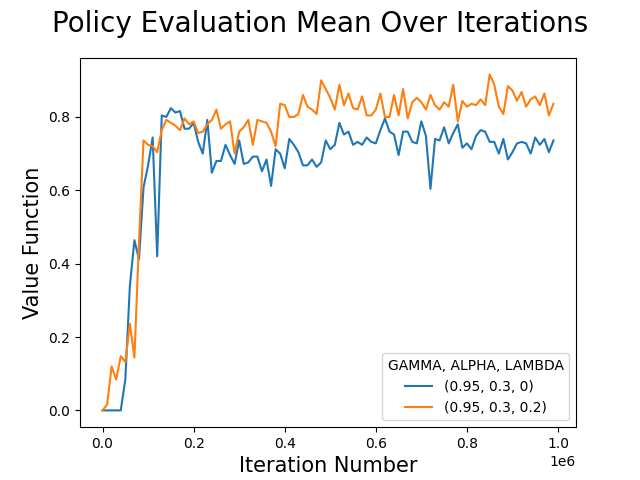 Policy Evaluation Mean Over Iterations
Value Function
0.8
0.6
0.4
0.2
0.0
GAMMA, ALPHA, LAMBDA
(0.95, 0.3, 0)
(0.95, 0.3, 0.2)
0.0 0.2 0.4 0.6 0.8 1.0
1e6
Iteration Number